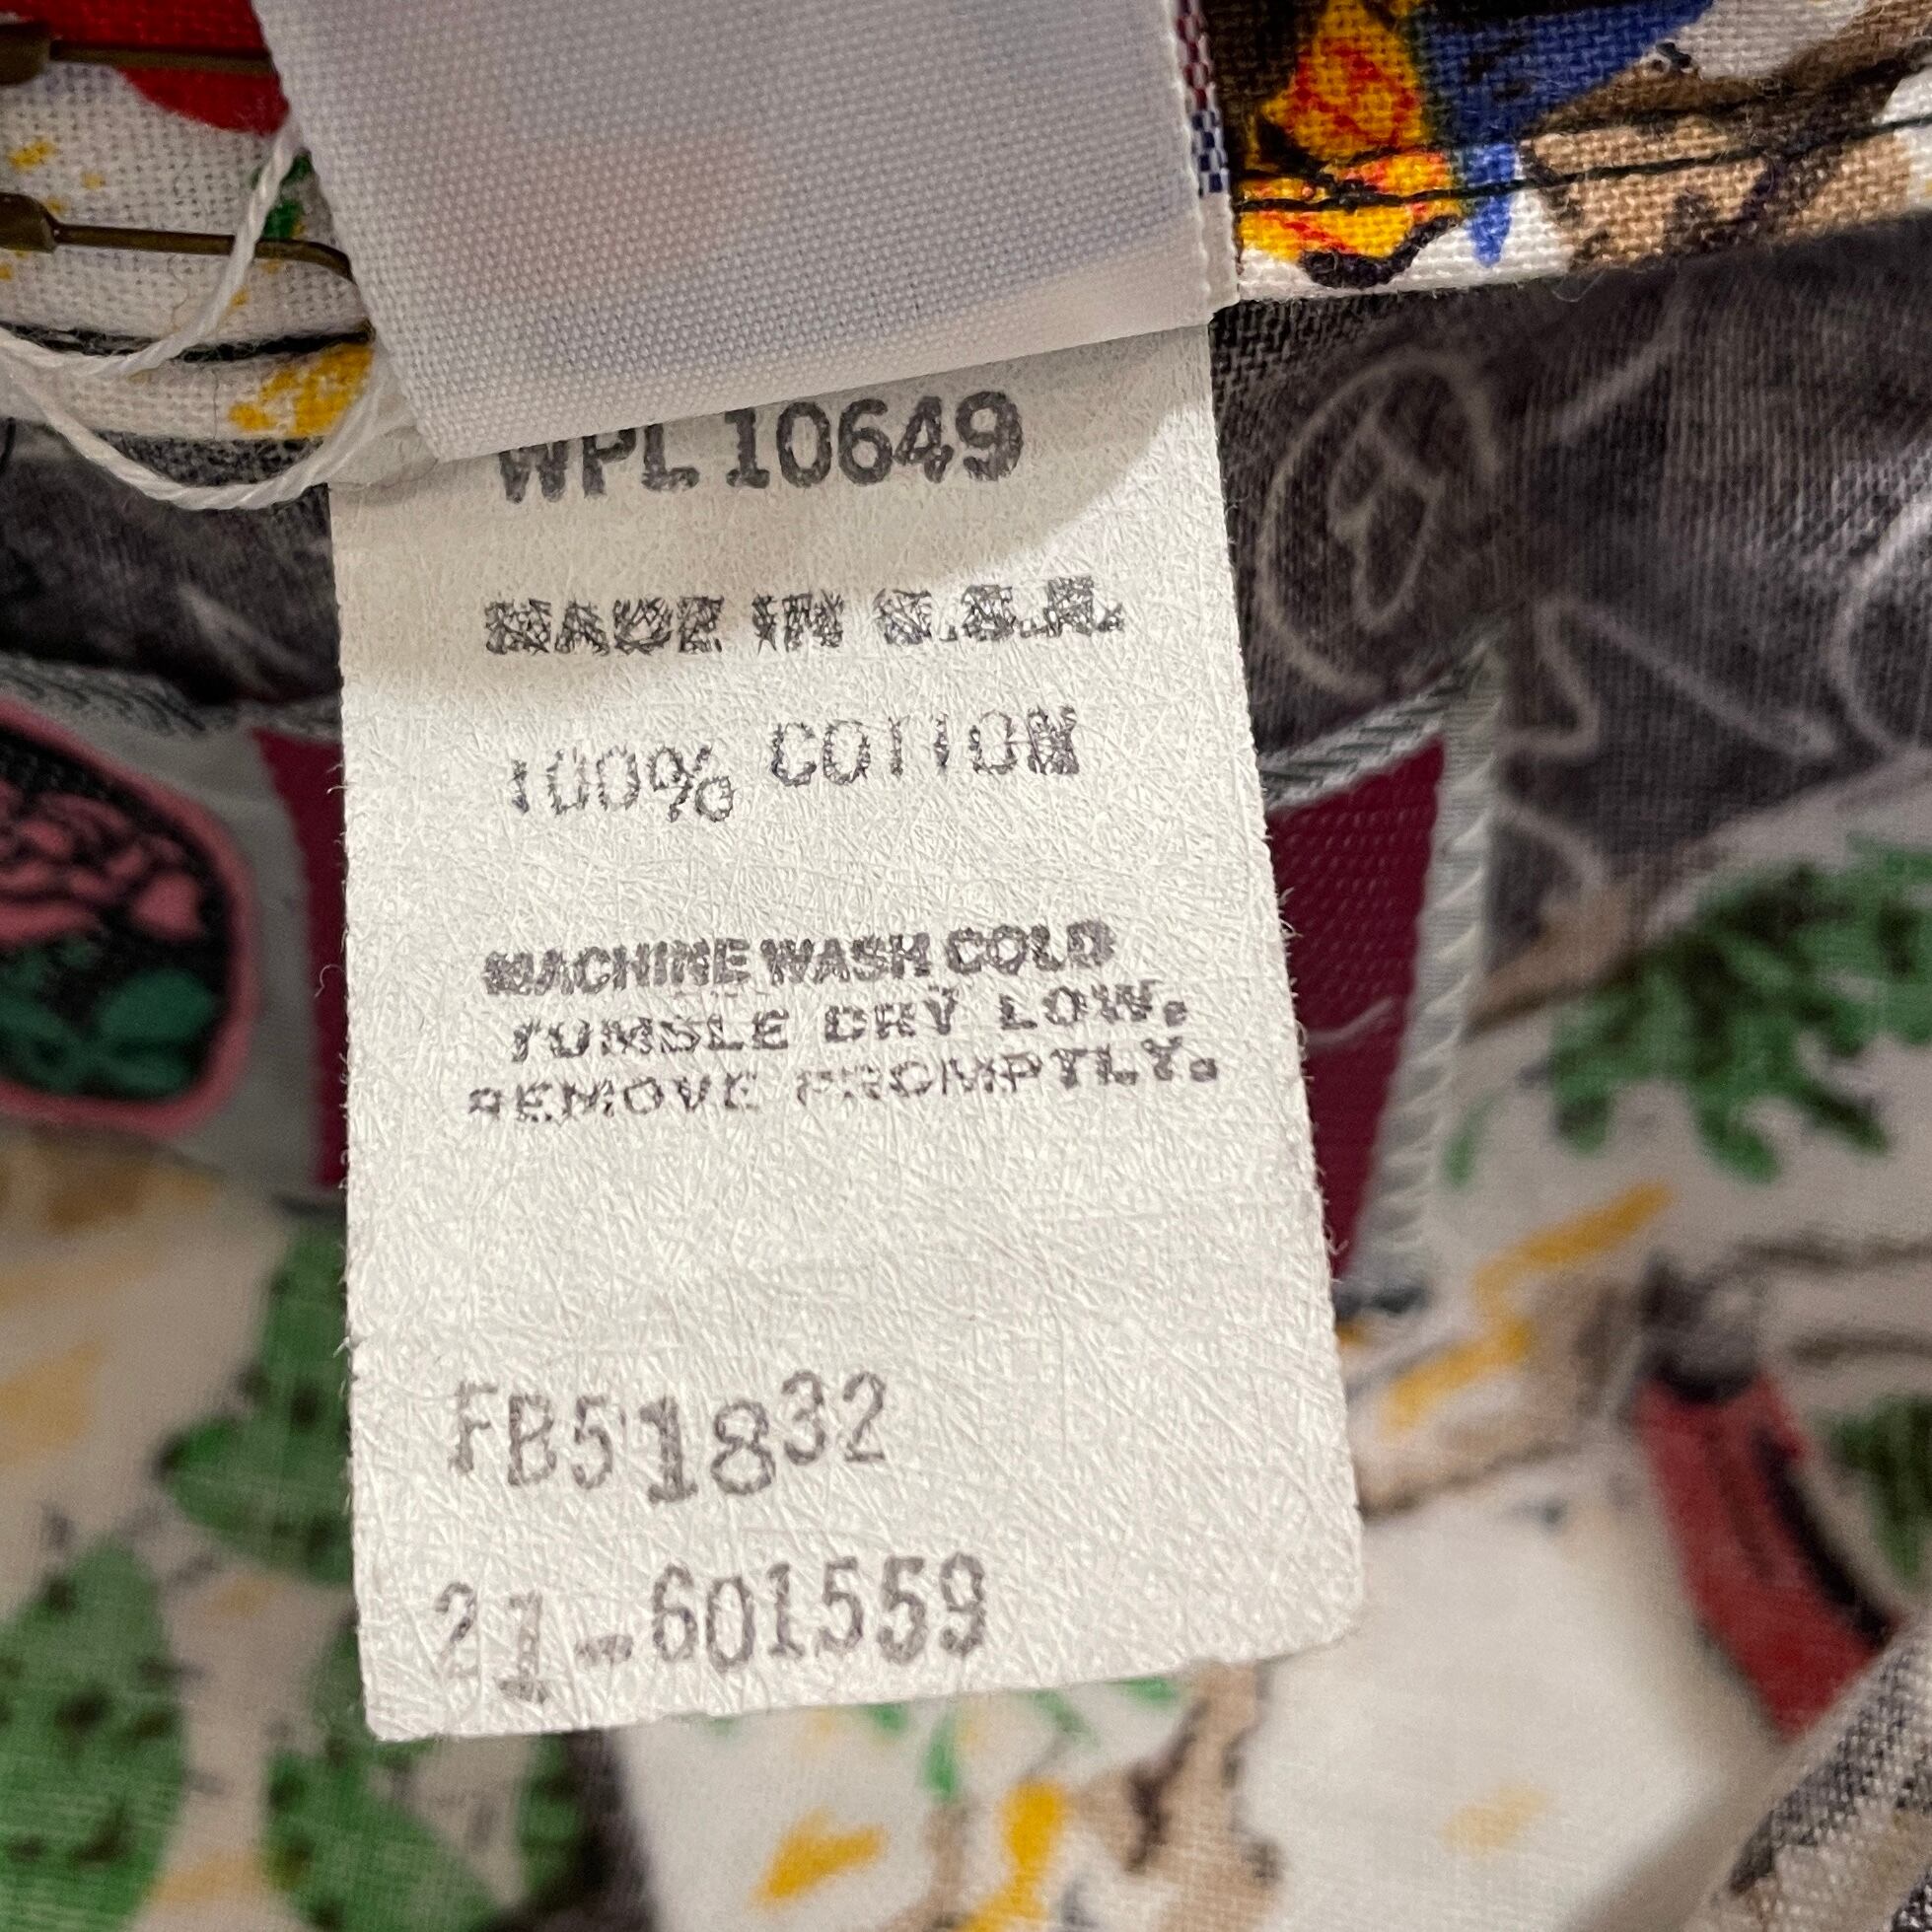 WPL 10649
MADE IN U.S.A.
100% COTTON
MACHINE WASH COLD
TUMBLE DRY LOW.
REMOVE PROMPTLY.
FB51832
21-601559